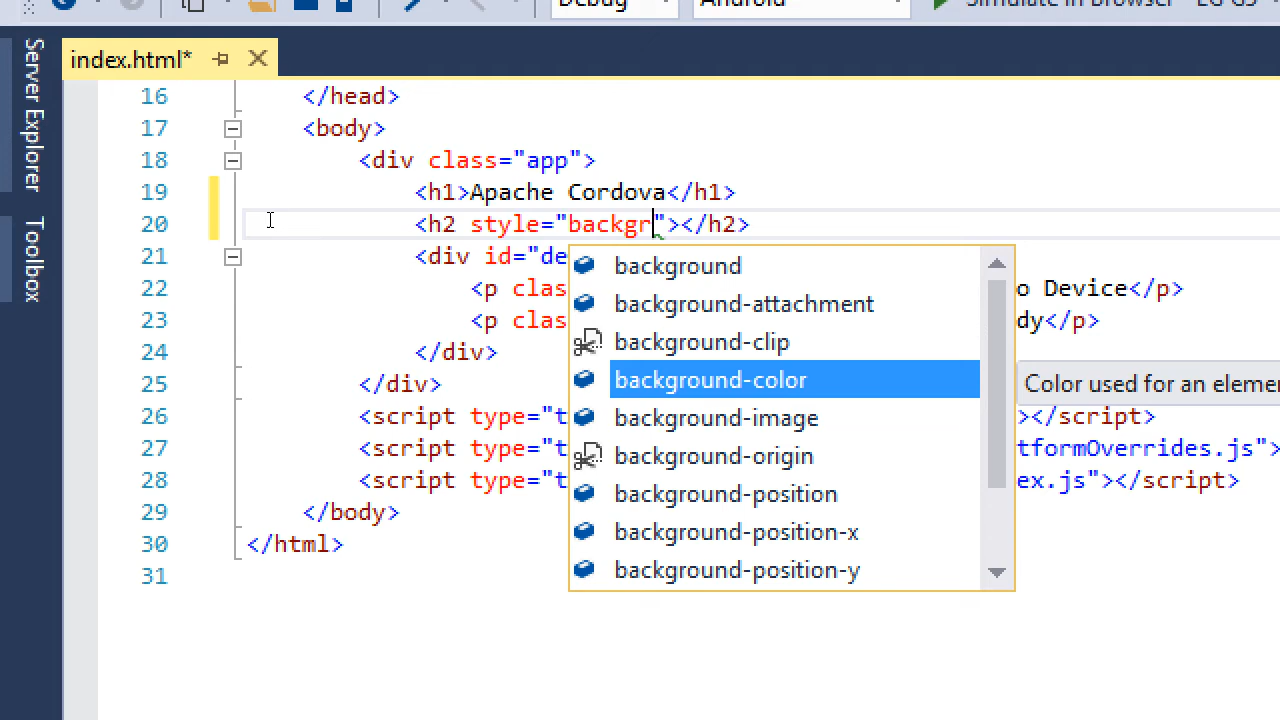 Debug Android Simulate in Browser - LG G5
index.html*
Server Explorer
Toolbox
16 </head>
17 <body>
18 <div class="app">
19 <h1>Apache Cordova</h1>
20 <h2 style="backgr"></h2>
21 <div id="de
22 <p clas o Device</p>
23 <p clas dy</p>
24 </div>
25 </div>
26 <script type="t ></script>
27 <script type="t tformOverrides.js">
28 <script type="t ex.js"></script>
29 </body>
30 </html>
31
background
background-attachment
background-clip
background-color
Color used for an elemen
background-image
background-origin
background-position
background-position-x
background-position-y